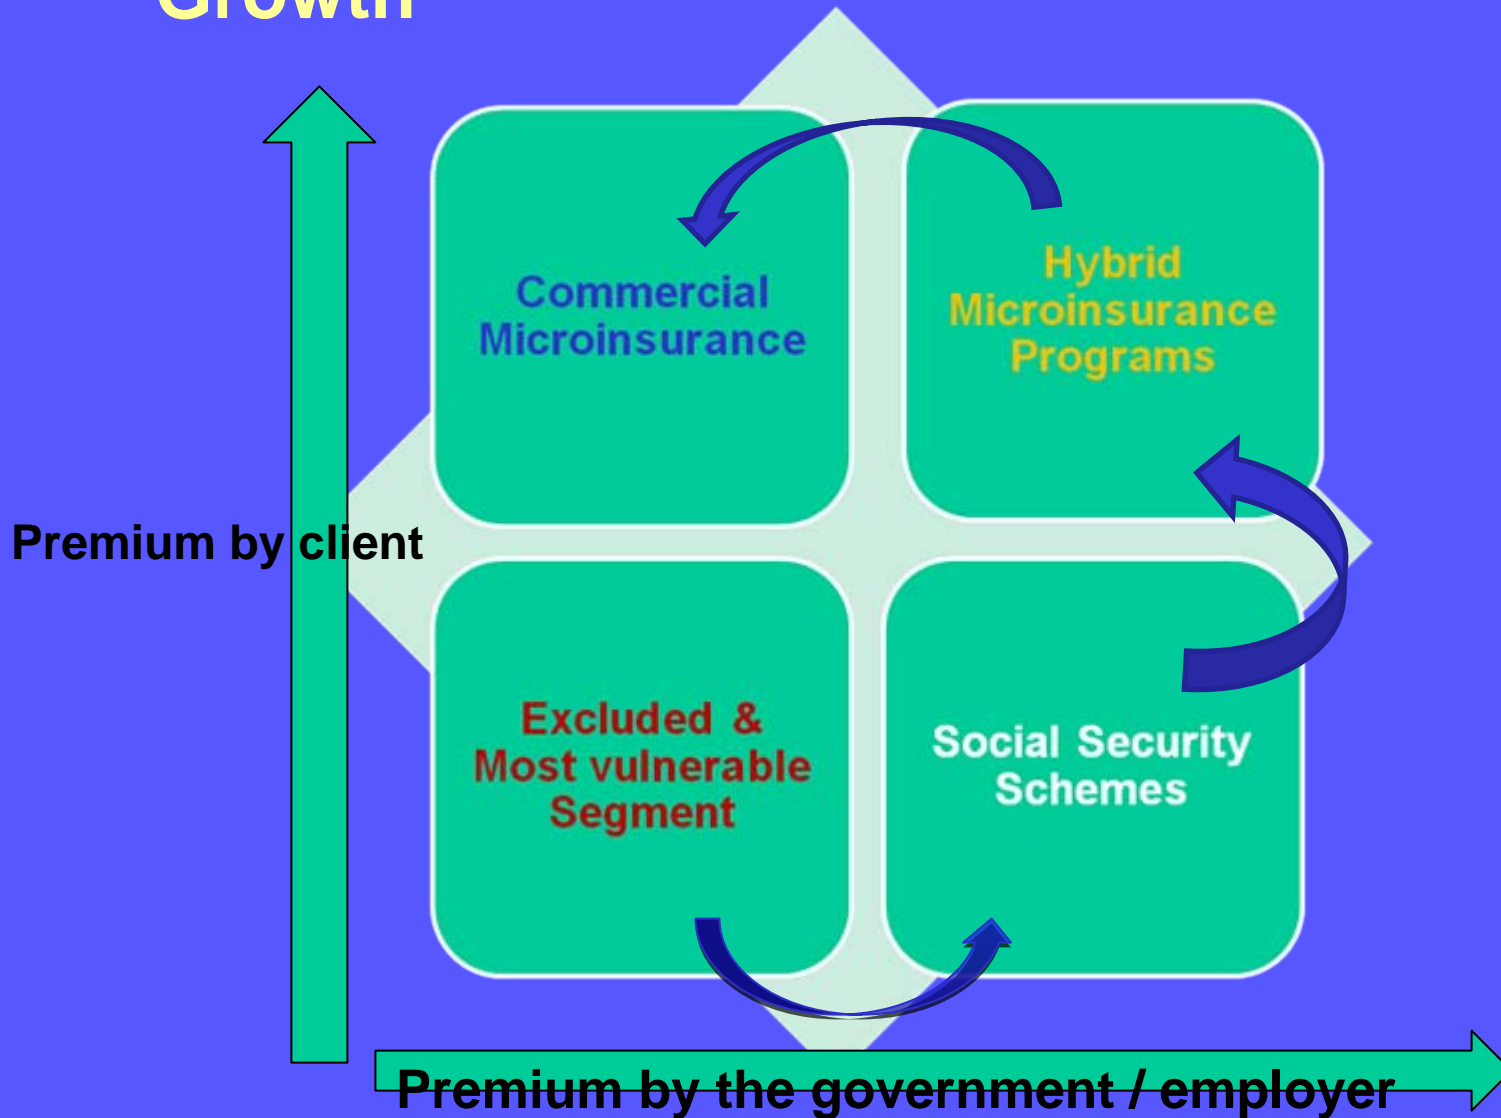 Growth
Commercial
Microinsurance
Hybrid
Microinsurance
Programs
Premium by client
Excluded &
Most vulnerable
Segment
Social Security
Schemes
Premium by the government / employer